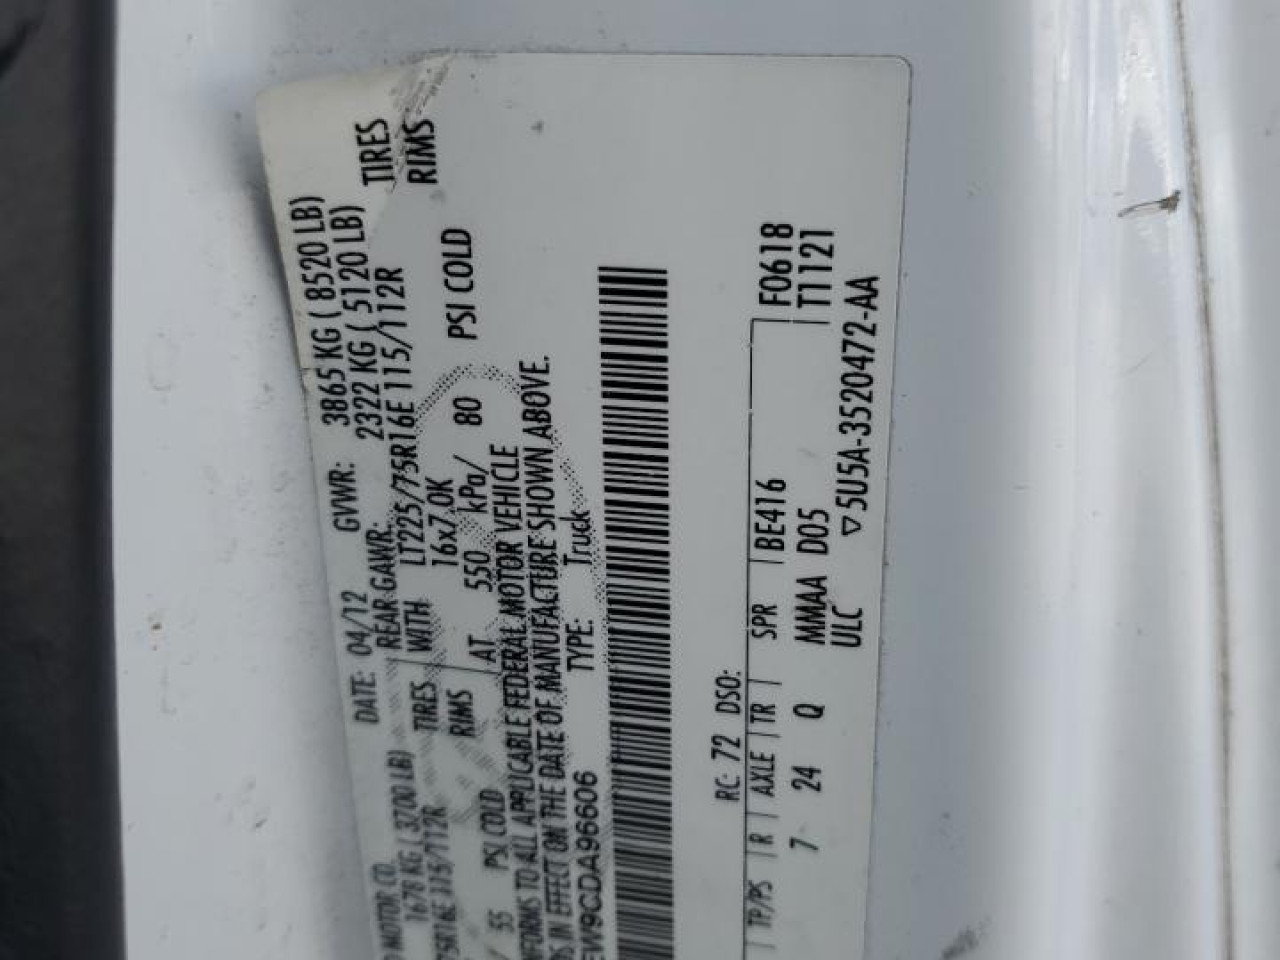 D MOTOR CO. DATE: 04/12 GVWR: 3865 KG ( 8520 LB)
1678 KG ( 3700 LB) REAR GAWR: 2322 KG ( 5120 LB)
75R16E 115/112R TIRES WITH LT225/75R16E 115/112R TIRES
RIMS 16x7.0K RIMS
/ 55 PSI COLD AT 550 kPa/ 80 PSI COLD
NFORMS TO ALL APPLICABLE FEDERAL MOTOR VEHICLE
DS IN EFFECT ON THE DATE OF MANUFACTURE SHOWN ABOVE.
EW9CDA96606 TYPE: Truck
RC: 72 DSO:
TP/PS R AXLE TR SPR BE416 F0618
7 24 Q MMAA D05 T1121
ULC ▽5U5A-3520472-AA